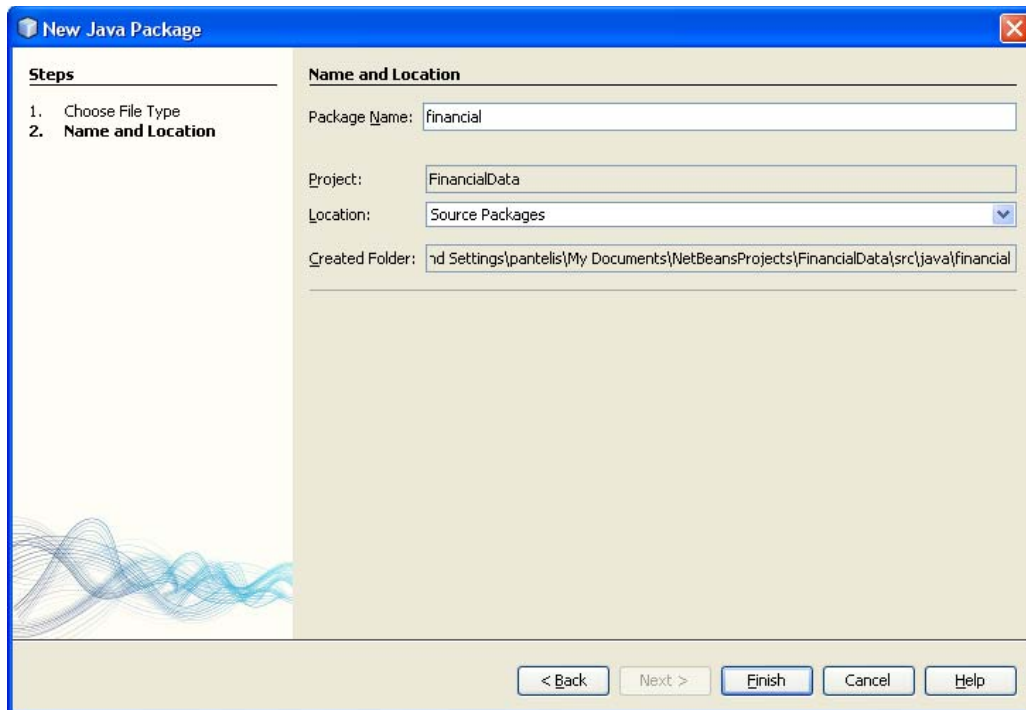 New Java Package
Steps
1. Choose File Type
2. Name and Location
Name and Location
Package Name: financial
Project: FinancialData
Location: Source Packages
Created Folder: nd Settings\pantelis\My Documents\NetBeansProjects\FinancialData\src\java\financial
< Back Next > Finish Cancel Help